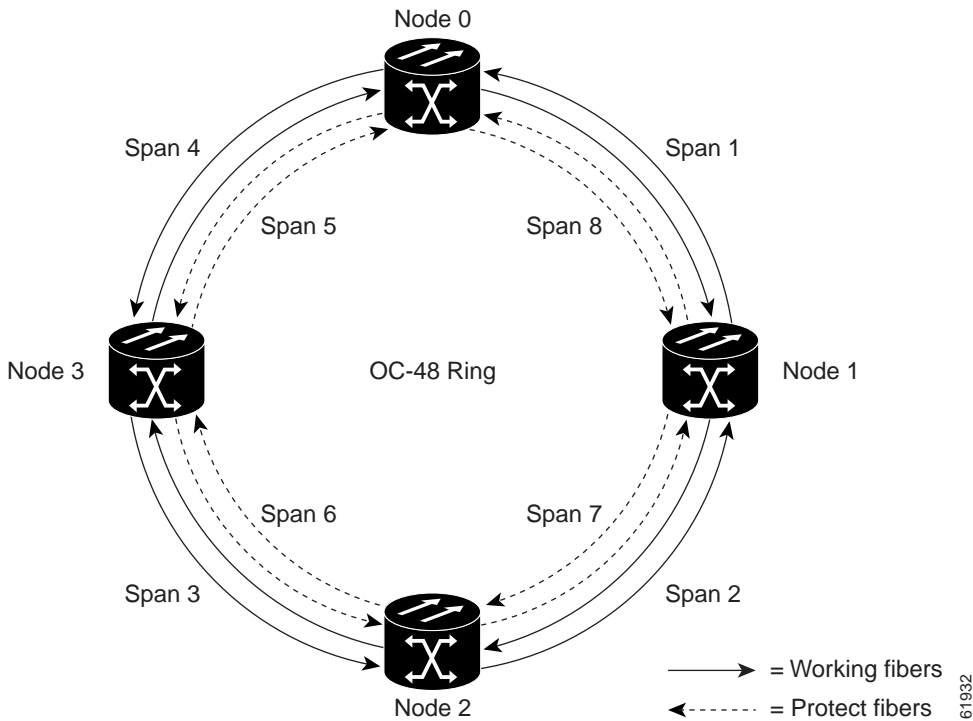 Node 0
Span 4
Span 1
Span 5
Span 8
Node 3
OC-48 Ring
Node 1
Span 6
Span 7
Span 3
Span 2
Node 2
= Working fibers
= Protect fibers
61932